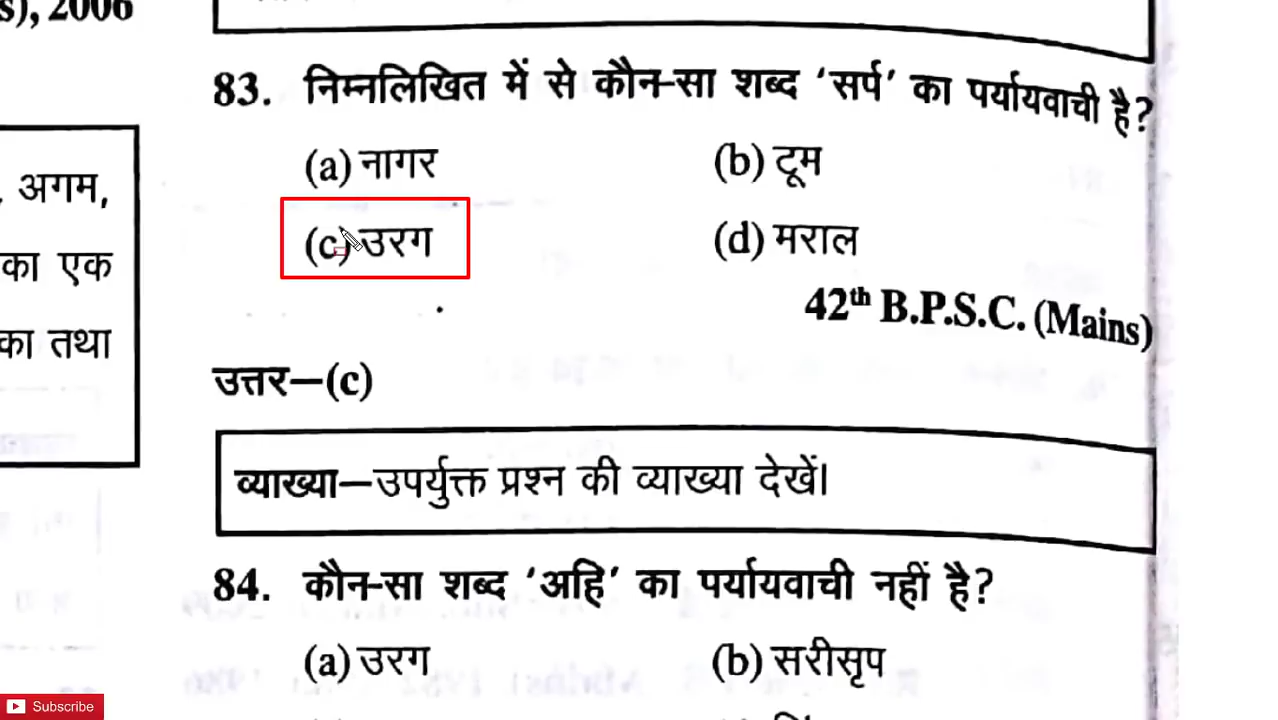 s), 2006
83. निम्नलिखित में से कौन-सा शब्द ‘सर्प’ का पर्यायवाची है?
(a) नागर (b) टूम
, अगम,
(c) उरग (d) मराल
का एक
42th B.P.S.C. (Mains)
का तथा
उत्तर—(c)
व्याख्या—उपर्युक्त प्रश्न की व्याख्या देखें।
84. कौन-सा शब्द ‘अहि’ का पर्यायवाची नहीं है?
(a) उरग (b) सरीसृप
Subscribe